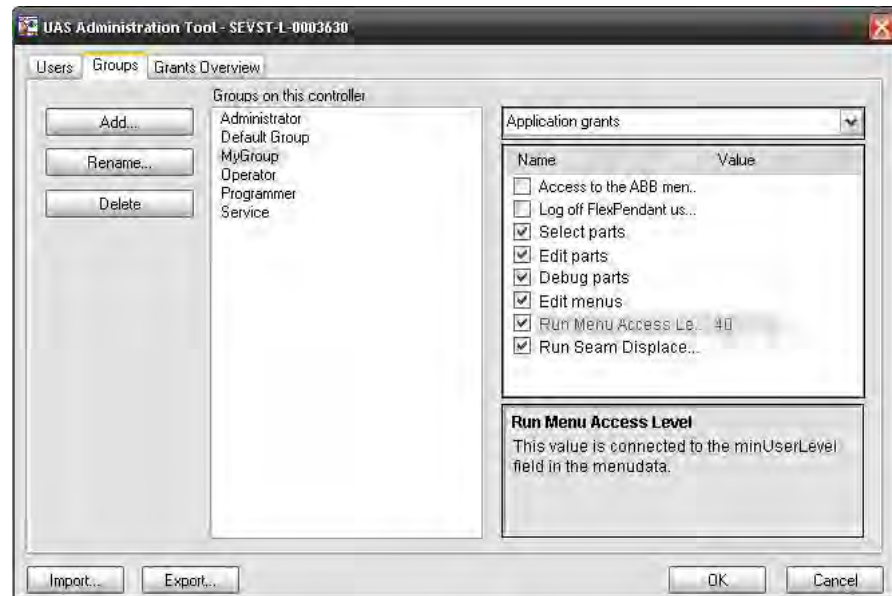 UAS Administration Tool - SEVST-L-0003630
Users Groups Grants Overview
Groups on this controller
Add...
Rename...
Delete
Administrator
Default Group
MyGroup
Operator
Programmer
Service
Application grants
Name Value
Access to the ABB men..
Log off FlexPendant us...
Select parts
Edit parts
Debug parts
Edit menus
Run Menu Access Le... 40
Run Seam Displace...
Run Menu Access Level
This value is connected to the minUserLevel
field in the menudata.
Import... Export... OK Cancel